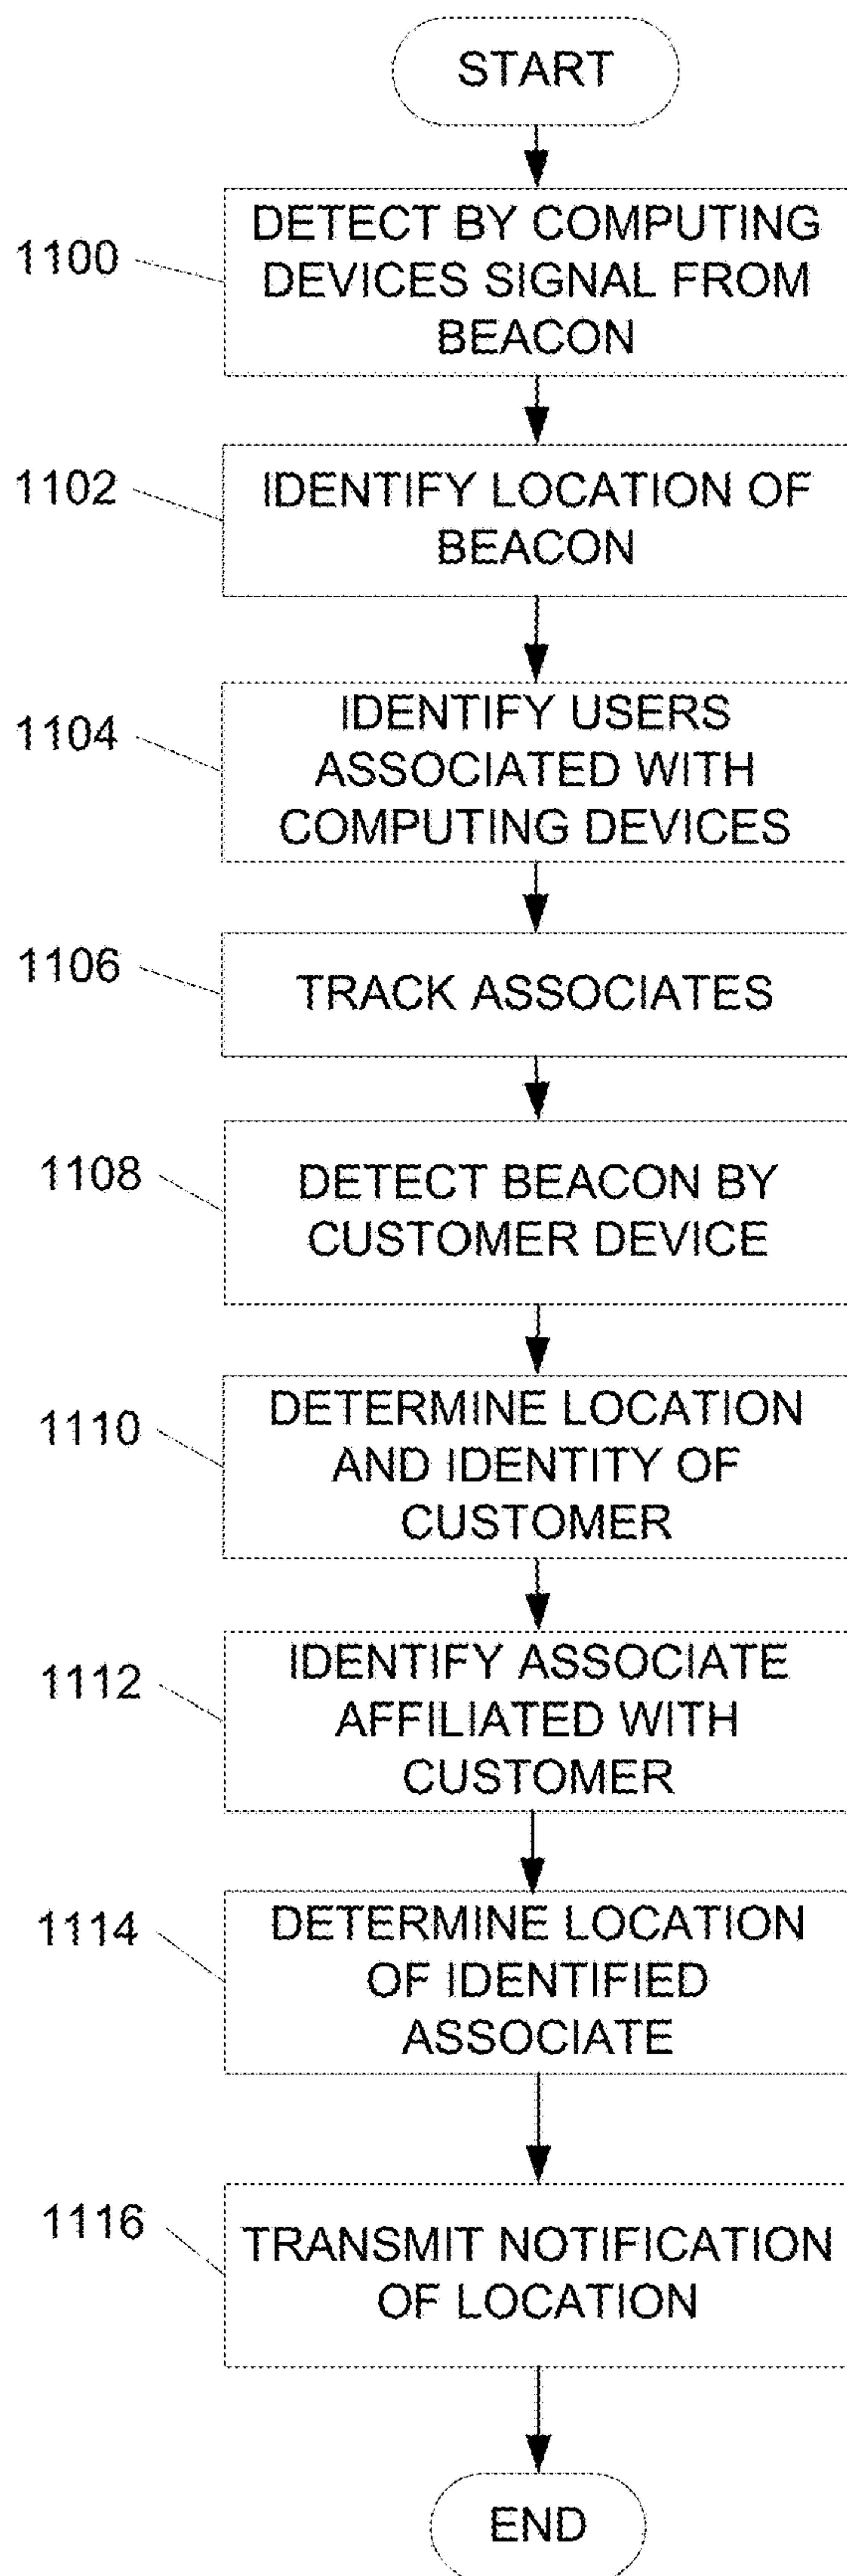 START
1100
DETECT BY COMPUTING
DEVICES SIGNAL FROM
BEACON
1102
IDENTIFY LOCATION OF
BEACON
1104
IDENTIFY USERS
ASSOCIATED WITH
COMPUTING DEVICES
1106
TRACK ASSOCIATES
1108
DETECT BEACON BY
CUSTOMER DEVICE
1110
DETERMINE LOCATION
AND IDENTITY OF
CUSTOMER
1112
IDENTIFY ASSOCIATE
AFFILIATED WITH
CUSTOMER
1114
DETERMINE LOCATION
OF IDENTIFIED
ASSOCIATE
1116
TRANSMIT NOTIFICATION
OF LOCATION
END